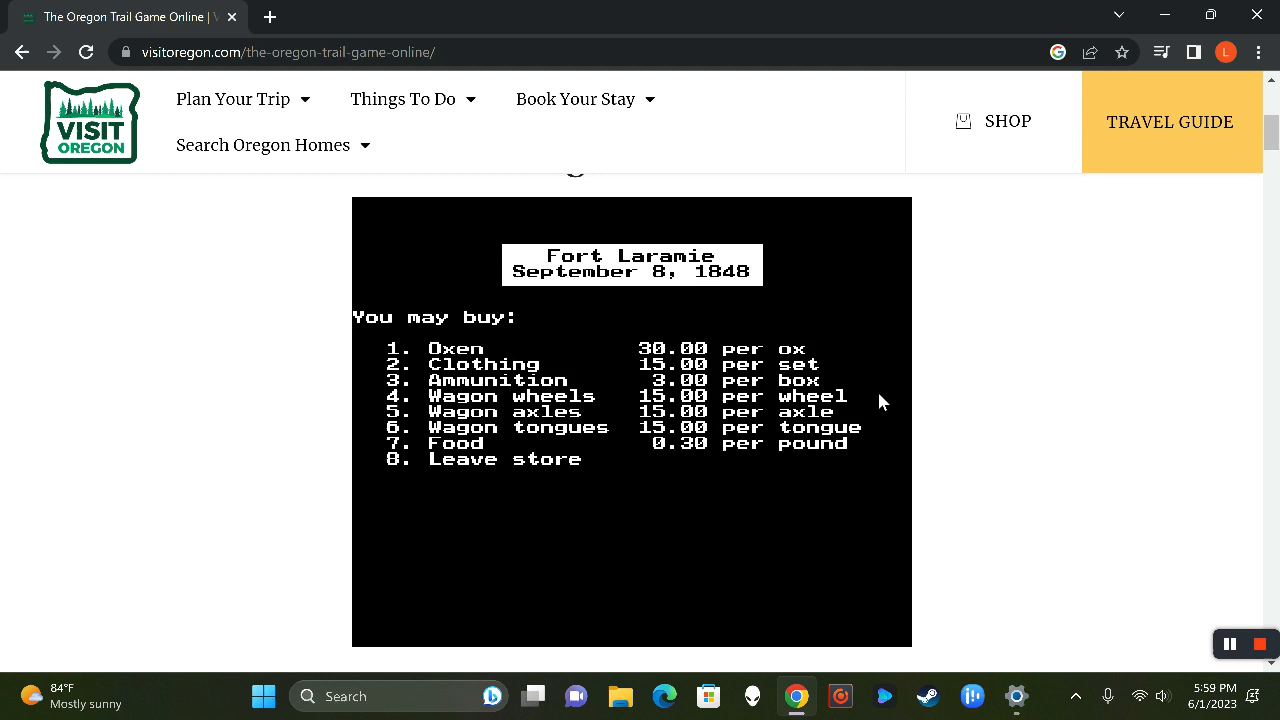 The Oregon Trail Game Online | V
visitoregon.com/the-oregon-trail-game-online/
L
VISIT
OREGON
Plan Your Trip
Things To Do
Book Your Stay
Search Oregon Homes
SHOP
TRAVEL GUIDE
Fort Laramie
September 8, 1848
You may buy:
1. Oxen 30.00 per ox
2. Clothing 15.00 per set
3. Ammunition 3.00 per box
4. Wagon wheels 15.00 per wheel
5. Wagon axles 15.00 per axle
6. Wagon tongues 15.00 per tongue
7. Food 0.30 per pound
8. Leave store
84°F
Mostly sunny
Search
5:59 PM
6/1/2023